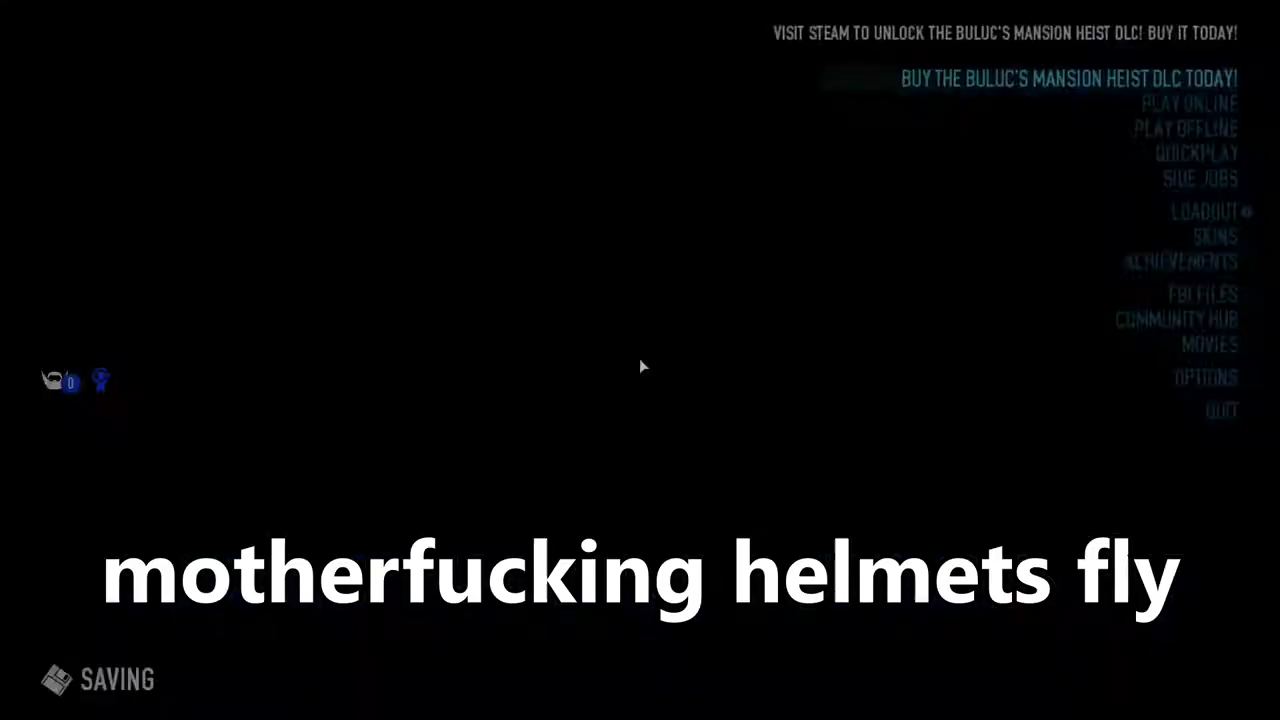 VISIT STEAM TO UNLOCK THE BULUC'S MANSION HEIST DLC! BUY IT TODAY!
BUY THE BULUC'S MANSION HEIST DLC TODAY!
PLAY ONLINE
PLAY OFFLINE
QUICKPLAY
SIDE JOBS
LOADOUT
SKINS
ACHIEVEMENTS
FBI FILES
COMMUNITY HUB
MOVIES
OPTIONS
QUIT
0
motherfucking helmets fly
SAVING